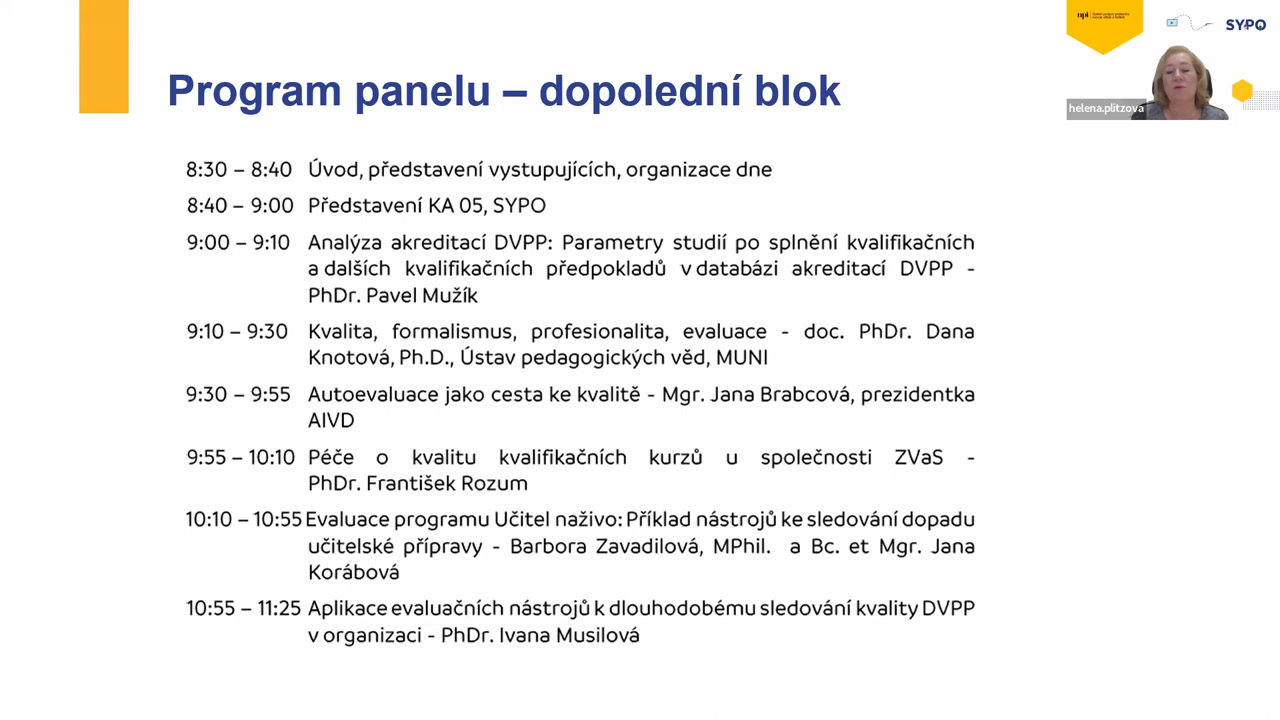 npi
SYPO
helena.plitzova
Program panelu – dopolední blok
8:30 – 8:40 Úvod, představení vystupujících, organizace dne
8:40 – 9:00 Představení KA 05, SYPO
9:00 – 9:10 Analýza akreditací DVPP: Parametry studií po splnění kvalifikačních
a dalších kvalifikačních předpokladů v databázi akreditací DVPP -
PhDr. Pavel Mužík
9:10 – 9:30 Kvalita, formalismus, profesionalita, evaluace - doc. PhDr. Dana
Knotová, Ph.D., Ústav pedagogických věd, MUNI
9:30 – 9:55 Autoevaluace jako cesta ke kvalitě - Mgr. Jana Brabcová, prezidentka
AIVD
9:55 – 10:10 Péče o kvalitu kvalifikačních kurzů u společnosti ZVaS -
PhDr. František Rozum
10:10 – 10:55 Evaluace programu Učitel naživo: Příklad nástrojů ke sledování dopadu
učitelské přípravy - Barbora Zavadilová, MPhil. a Bc. et Mgr. Jana
Korábová
10:55 – 11:25 Aplikace evaluačních nástrojů k dlouhodobému sledování kvality DVPP
v organizaci - PhDr. Ivana Musilová